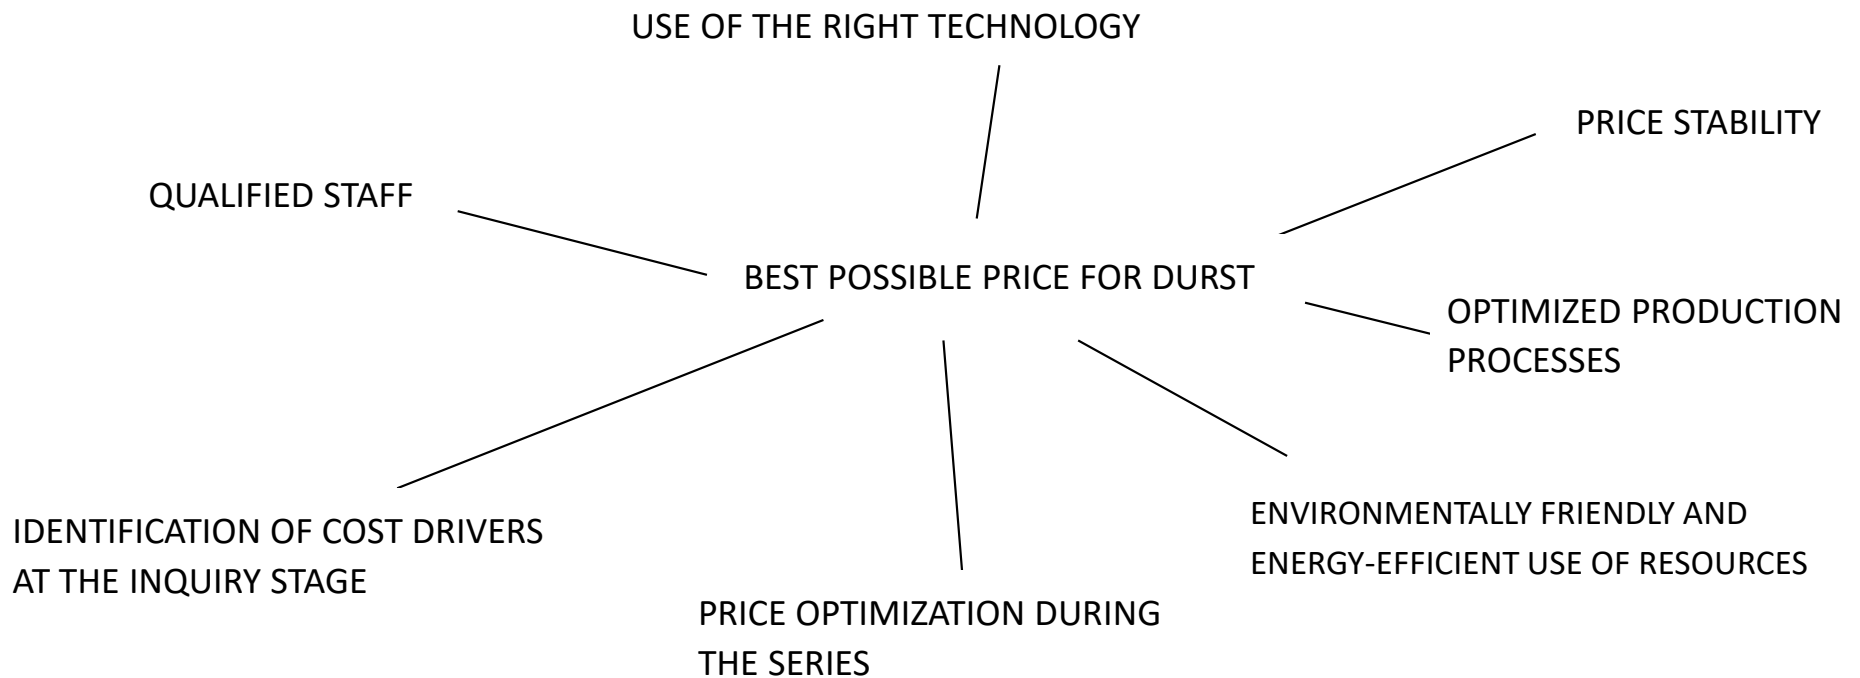 USE OF THE RIGHT TECHNOLOGY
PRICE STABILITY
QUALIFIED STAFF
BEST POSSIBLE PRICE FOR DURST
OPTIMIZED PRODUCTION
PROCESSES
IDENTIFICATION OF COST DRIVERS
AT THE INQUIRY STAGE
ENVIRONMENTALLY FRIENDLY AND
ENERGY-EFFICIENT USE OF RESOURCES
PRICE OPTIMIZATION DURING
THE SERIES